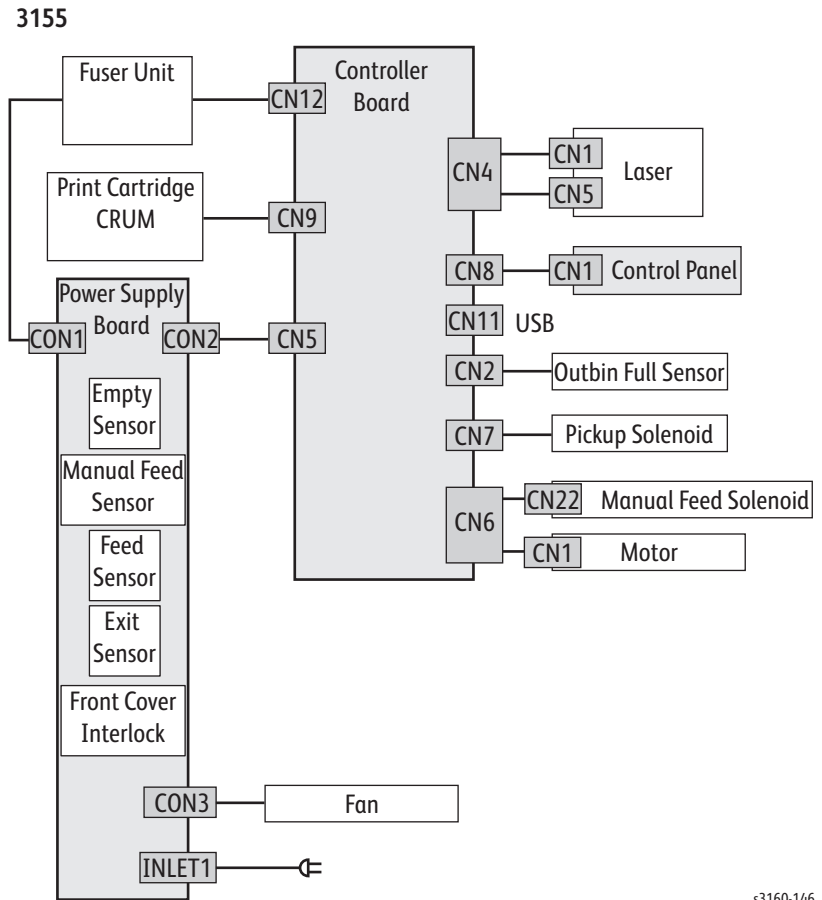 3155
Fuser Unit
Controller
Board
CN12
CN4
CN1
CN5
Laser
Print Cartridge
CRUM
CN9
CN8
CN1
Control Panel
Power Supply
Board
CON1
CON2
CN5
CN11
USB
CN2
Outbin Full Sensor
Empty
Sensor
CN7
Pickup Solenoid
Manual Feed
Sensor
CN6
CN22
Manual Feed Solenoid
CN1
Motor
Feed
Sensor
Exit
Sensor
Front Cover
Interlock
CON3
Fan
INLET1
s3160-146